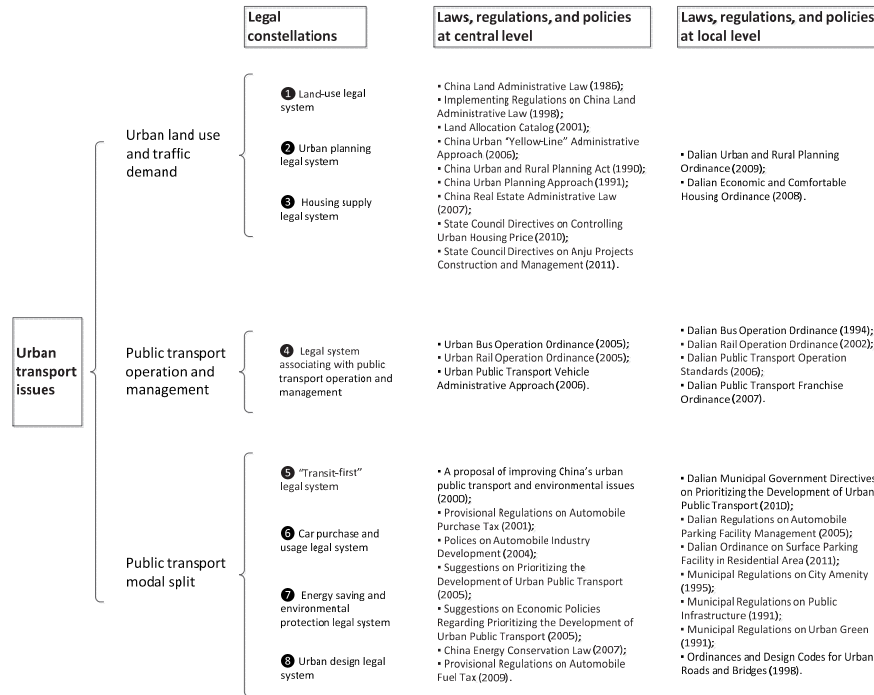 Legal
constellations
Laws, regulations, and policies
at central level
Laws, regulations, and policies
at local level
Urban
transport
issues
Urban land use
and traffic
demand
❶ Land-use legal
system
❷ Urban planning
legal system
❸ Housing supply
legal system
▪ China Land Administrative Law (1986);
▪ Implementing Regulations on China Land
Administrative Law (1998);
▪ Land Allocation Catalog (2001);
▪ China Urban "Yellow-Line" Administrative
Approach (2006);
▪ China Urban and Rural Planning Act (1990);
▪ China Urban Planning Approach (1991);
▪ China Real Estate Administrative Law
(2007);
▪ State Council Directives on Controlling
Urban Housing Price (2010);
▪ State Council Directives on Anju Projects
Construction and Management (2011).
▪ Dalian Urban and Rural Planning
Ordinance (2009);
▪ Dalian Economic and Comfortable
Housing Ordinance (2008).
Public transport
operation and
management
❹ Legal system
associating with public
transport operation and
management
▪ Urban Bus Operation Ordinance (2005);
▪ Urban Rail Operation Ordinance (2005);
▪ Urban Public Transport Vehicle
Administrative Approach (2006).
▪ Dalian Bus Operation Ordinance (1994);
▪ Dalian Rail Operation Ordinance (2002);
▪ Dalian Public Transport Operation
Standards (2006);
▪ Dalian Public Transport Franchise
Ordinance (2007).
Public transport
modal split
❺ "Transit-first"
legal system
❻ Car purchase and
usage legal system
❼ Energy saving and
environmental
protection legal system
❽ Urban design legal
system
▪ A proposal of improving China's urban
public transport and environmental issues
(2000);
▪ Provisional Regulations on Automobile
Purchase Tax (2001);
▪ Polices on Automobile Industry
Development (2004);
▪ Suggestions on Prioritizing the
Development of Urban Public Transport
(2005);
▪ Suggestions on Economic Policies
Regarding Prioritizing the Development of
Urban Public Transport (2005);
▪ China Energy Conservation Law (2007);
▪ Provisional Regulations on Automobile
Fuel Tax (2009).
▪ Dalian Municipal Government Directives
on Prioritizing the Development of Urban
Public Transport (2010);
▪ Dalian Regulations on Automobile
Parking Facility Management (2005);
▪ Dalian Ordinance on Surface Parking
Facility in Residential Area (2011);
▪ Municipal Regulations on City Amenity
(1995);
▪ Municipal Regulations on Public
Infrastructure (1991);
▪ Municipal Regulations on Urban Green
(1991);
▪ Ordinances and Design Codes for Urban
Roads and Bridges (1998).